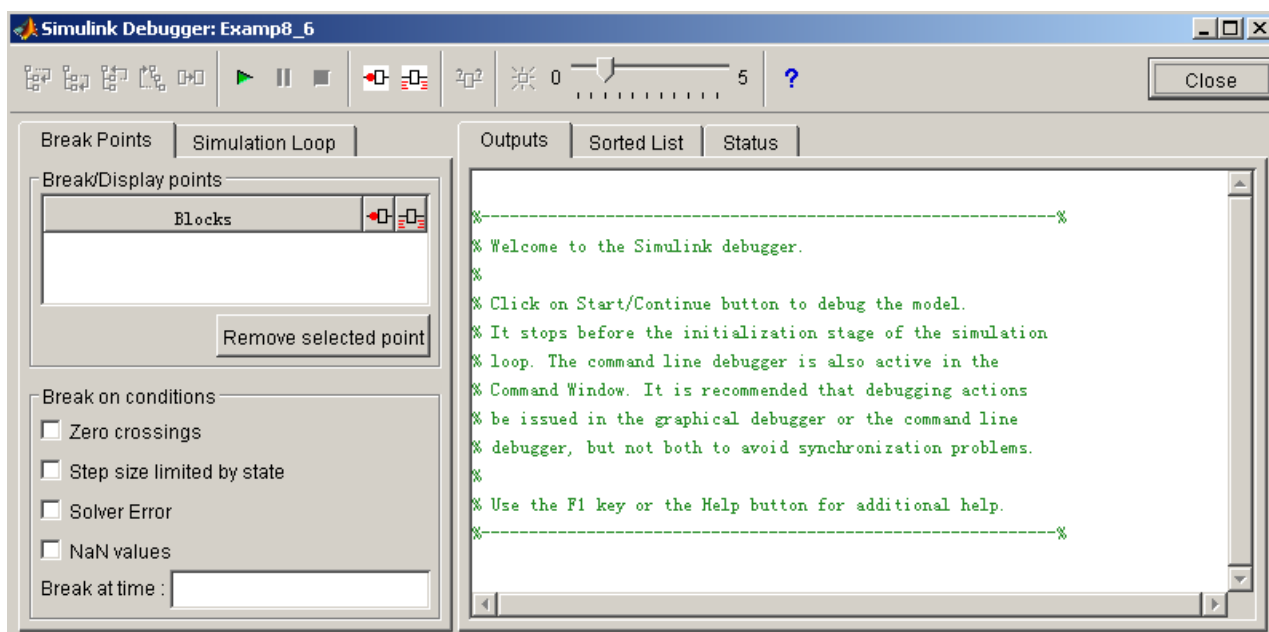 Simulink Debugger: Examp8_6
0 5 ? Close
Break Points Simulation Loop
Break/Display points
Blocks
Remove selected point
Break on conditions
Zero crossings
Step size limited by state
Solver Error
NaN values
Break at time :
Outputs Sorted List Status
%------------------------------------------------------------%
% Welcome to the Simulink debugger.
%
% Click on Start/Continue button to debug the model.
% It stops before the initialization stage of the simulation
% loop. The command line debugger is also active in the
% Command Window. It is recommended that debugging actions
% be issued in the graphical debugger or the command line
% debugger, but not both to avoid synchronization problems.
%
% Use the F1 key or the Help button for additional help.
%------------------------------------------------------------%